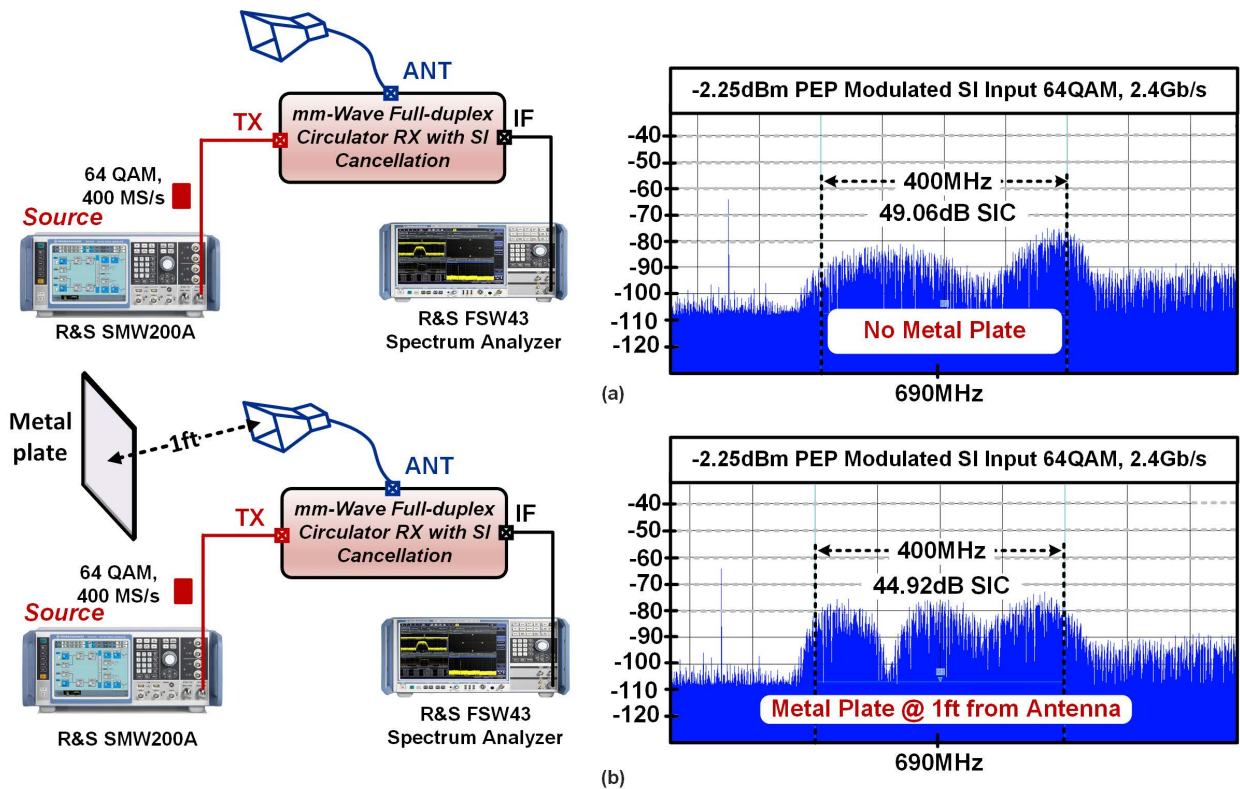 ANT
TX
mm-Wave Full-duplex
Circulator RX with SI
Cancellation
IF
64 QAM,
400 MS/s
Source
R&S SMW200A
R&S FSW43
Spectrum Analyzer
-2.25dBm PEP Modulated SI Input 64QAM, 2.4Gb/s
-40
-50
-60
-70
-80
-90
-100
-110
-120
400MHz
49.06dB SIC
No Metal Plate
690MHz
(a)
Metal
plate
1ft
ANT
TX
mm-Wave Full-duplex
Circulator RX with SI
Cancellation
IF
64 QAM,
400 MS/s
Source
R&S SMW200A
R&S FSW43
Spectrum Analyzer
-2.25dBm PEP Modulated SI Input 64QAM, 2.4Gb/s
-40
-50
-60
-70
-80
-90
-100
-110
-120
400MHz
44.92dB SIC
Metal Plate @ 1ft from Antenna
690MHz
(b)